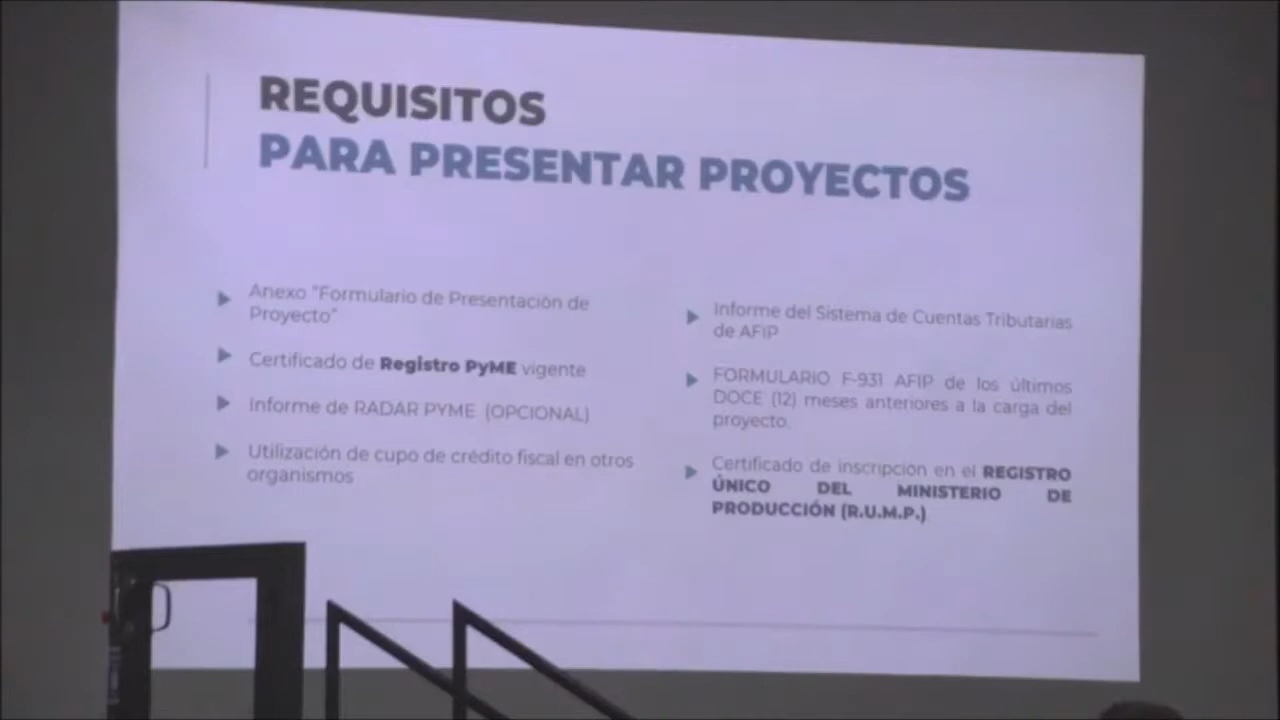 REQUISITOS
PARA PRESENTAR PROYECTOS
Anexo "Formulario de Presentación de
Proyecto"
Certificado de Registro PyME vigente
Informe de RADAR PYME (OPCIONAL)
Utilización de cupo de crédito fiscal en otros
organismos
Informe del Sistema de Cuentas Tributarias
de AFIP
FORMULARIO F-931 AFIP de los últimos
DOCE (12) meses anteriores a la carga del
proyecto.
Certificado de inscripción en el REGISTRO
ÚNICO DEL MINISTERIO DE
PRODUCCIÓN (R.U.M.P.)